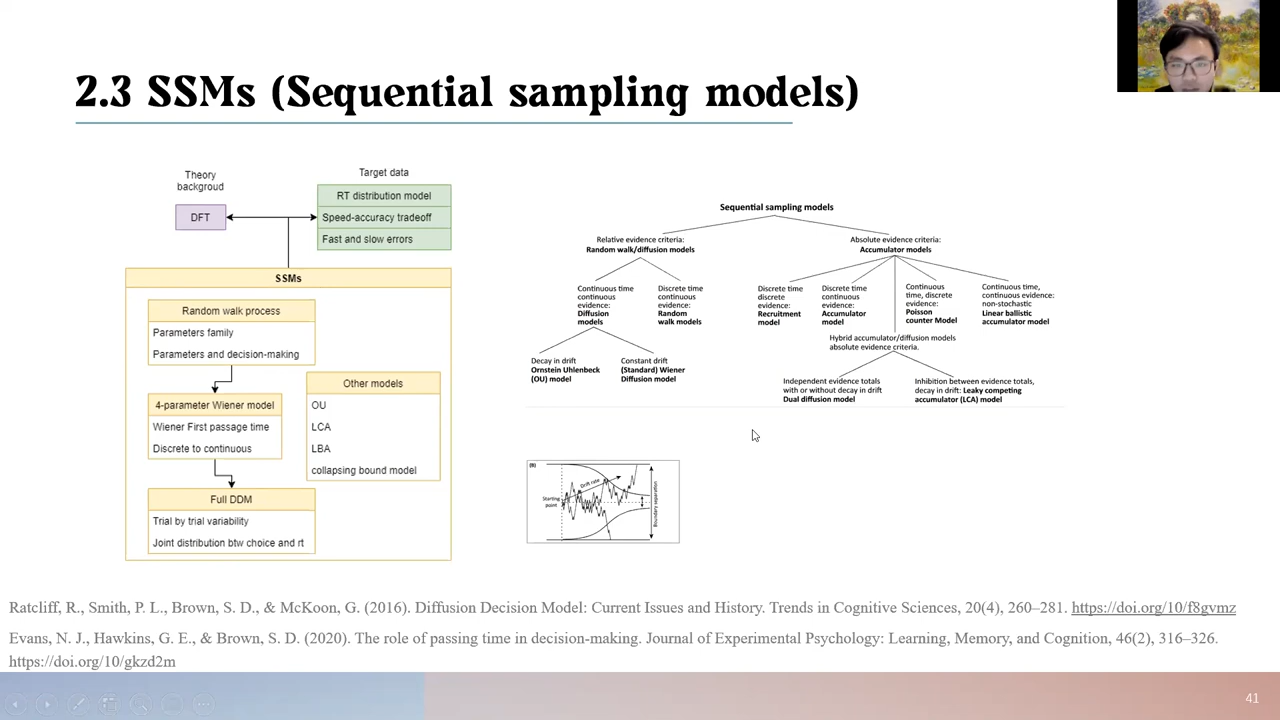 2.3 SSMs (Sequential sampling models)
Theory
backgroud
DFT
Target data
RT distribution model
Speed-accuracy tradeoff
Fast and slow errors
SSMs
Random walk process
Parameters family
Parameters and decision-making
4-parameter Wiener model
Wiener First passage time
Discrete to continuous
Full DDM
Trial by trial variability
Joint distribution btw choice and rt
Other models
OU
LCA
LBA
collapsing bound model
Sequential sampling models
Relative evidence criteria:
Random walk/diffusion models
Absolute evidence criteria:
Accumulator models
Continuous time
continuous
evidence:
Diffusion
models
Discrete time
continuous
evidence:
Random
walk models
Discrete time
discrete
evidence:
Recruitment
model
Discrete time
continuous
evidence:
Accumulator
model
Continuous
time, discrete
evidence:
Poisson
counter Model
Continuous time,
continuous evidence:
non-stochastic
Linear ballistic
accumulator model
Hybrid accumulator/diffusion models
absolute evidence criteria.
Decay in drift
Ornstein Uhlenbeck
(OU) model
Constant drift
(Standard) Wiener
Diffusion model
Independent evidence totals
with or without decay in drift
Dual diffusion model
Inhibition between evidence totals,
decay in drift: Leaky competing
accumulator (LCA) model
(B)
Drift rate
Starting
point
Boundary separation
Ratcliff, R., Smith, P. L., Brown, S. D., & McKoon, G. (2016). Diffusion Decision Model: Current Issues and History. Trends in Cognitive Sciences, 20(4), 260–281. https://doi.org/10/f8gvmz
Evans, N. J., Hawkins, G. E., & Brown, S. D. (2020). The role of passing time in decision-making. Journal of Experimental Psychology: Learning, Memory, and Cognition, 46(2), 316–326.
https://doi.org/10/gkzd2m
41